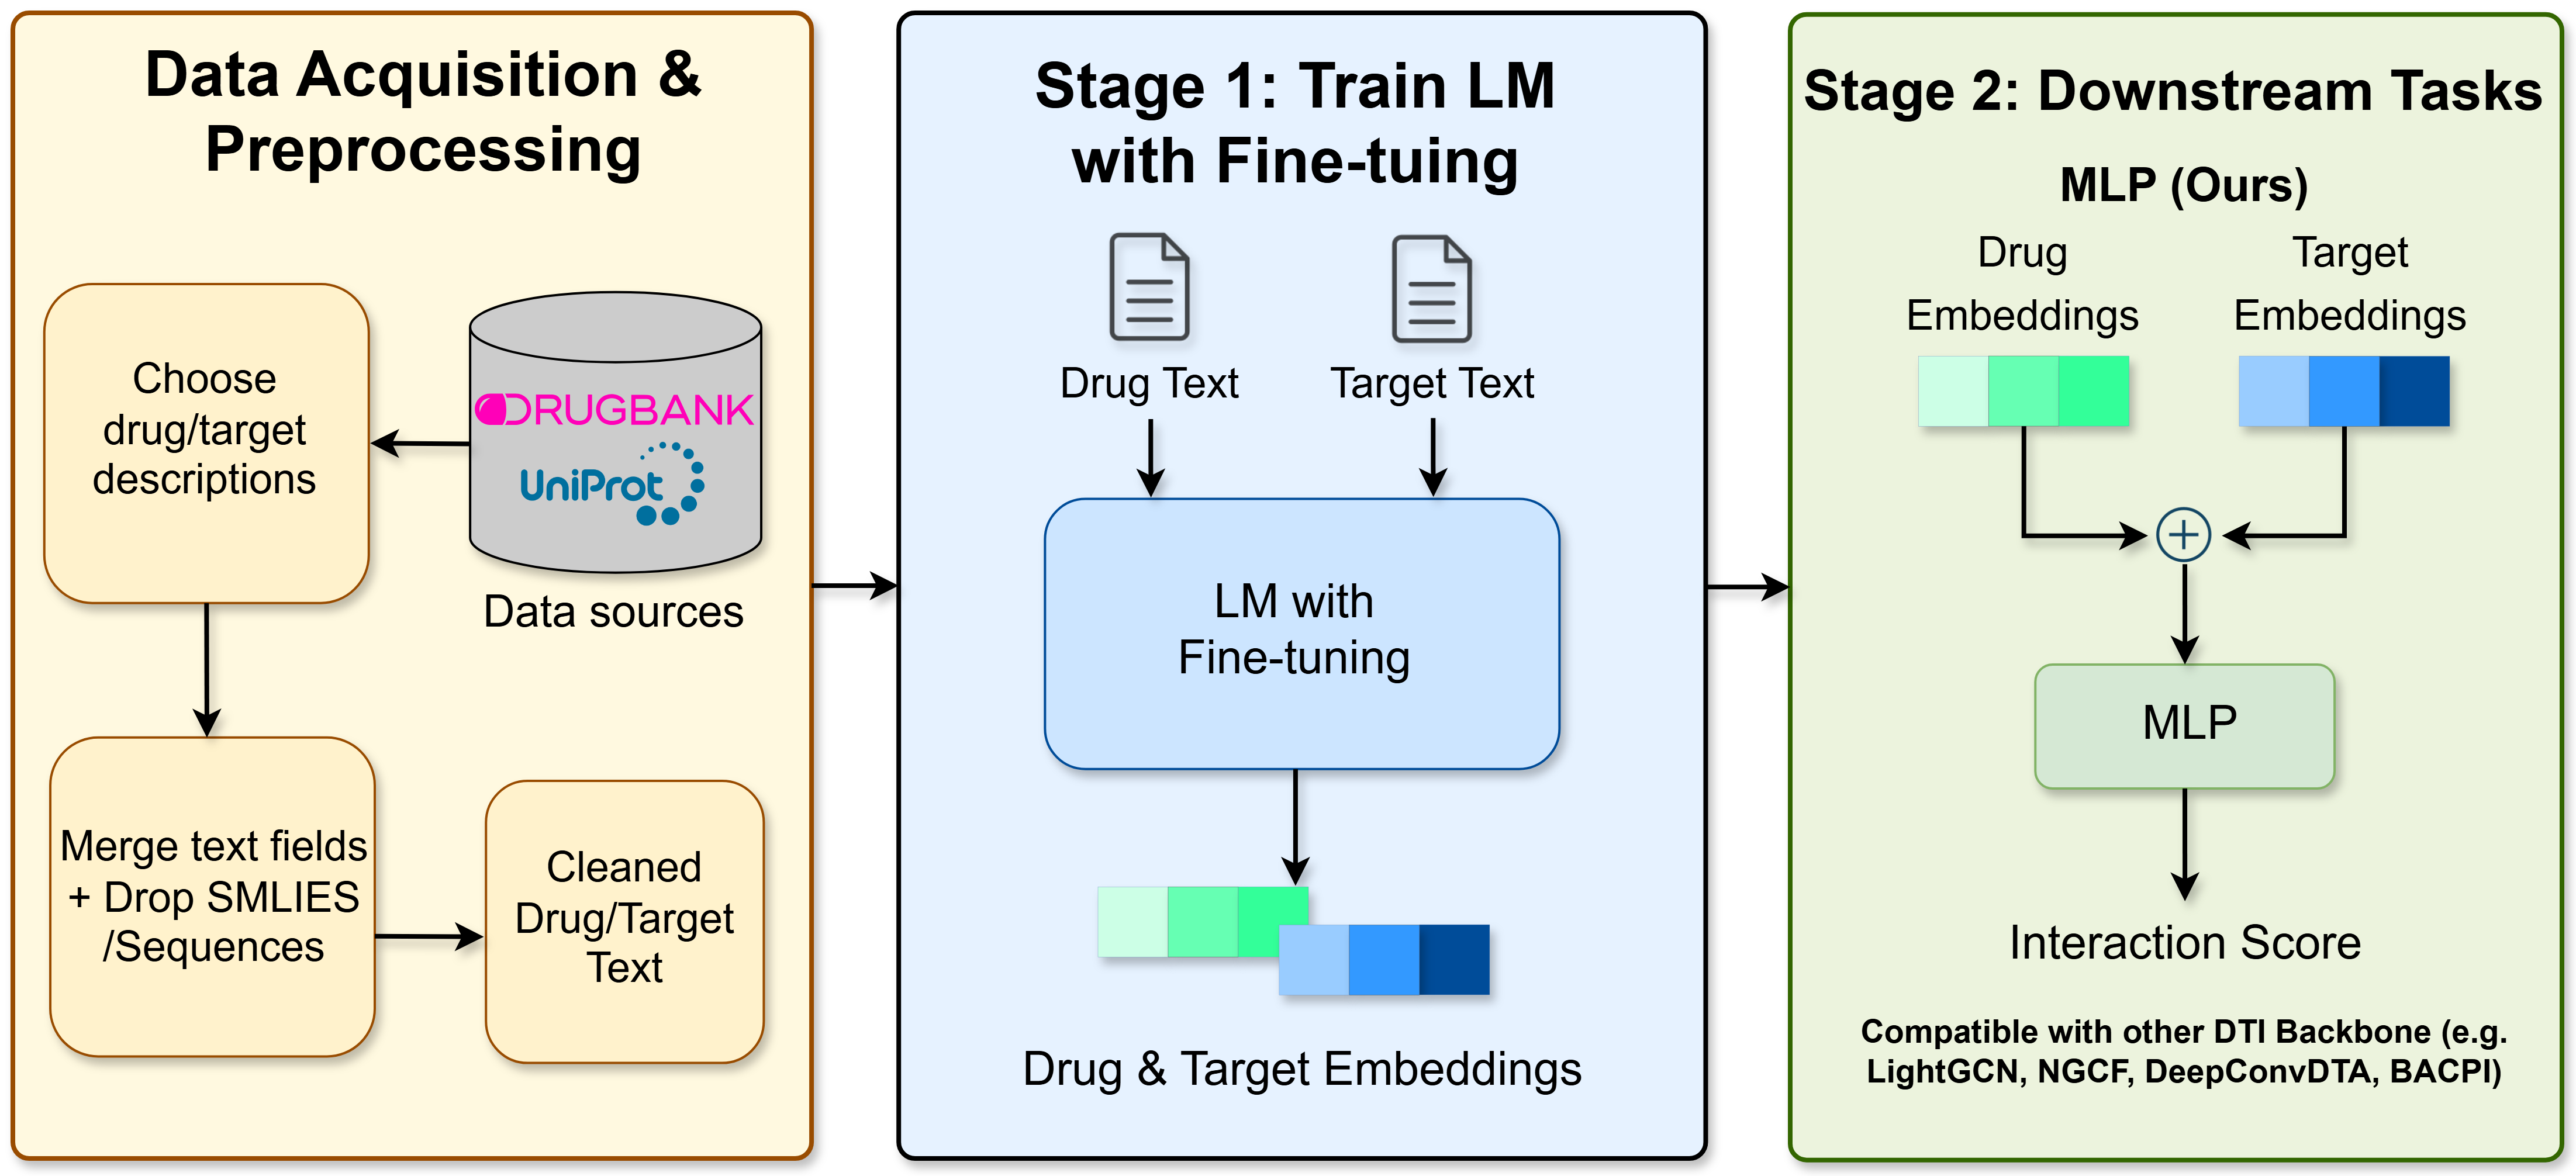 Data Acquisition &
Preprocessing
Choose
drug/target
descriptions
DRUGBANK
UniProt
Data sources
Merge text fields
+ Drop SMLIES
/Sequences
Cleaned
Drug/Target
Text
Stage 1: Train LM
with Fine-tuing
Drug Text
Target Text
LM with
Fine-tuning
Drug & Target Embeddings
Stage 2: Downstream Tasks
MLP (Ours)
Drug
Embeddings
Target
Embeddings
MLP
Interaction Score
Compatible with other DTI Backbone (e.g.
LightGCN, NGCF, DeepConvDTA, BACPI)